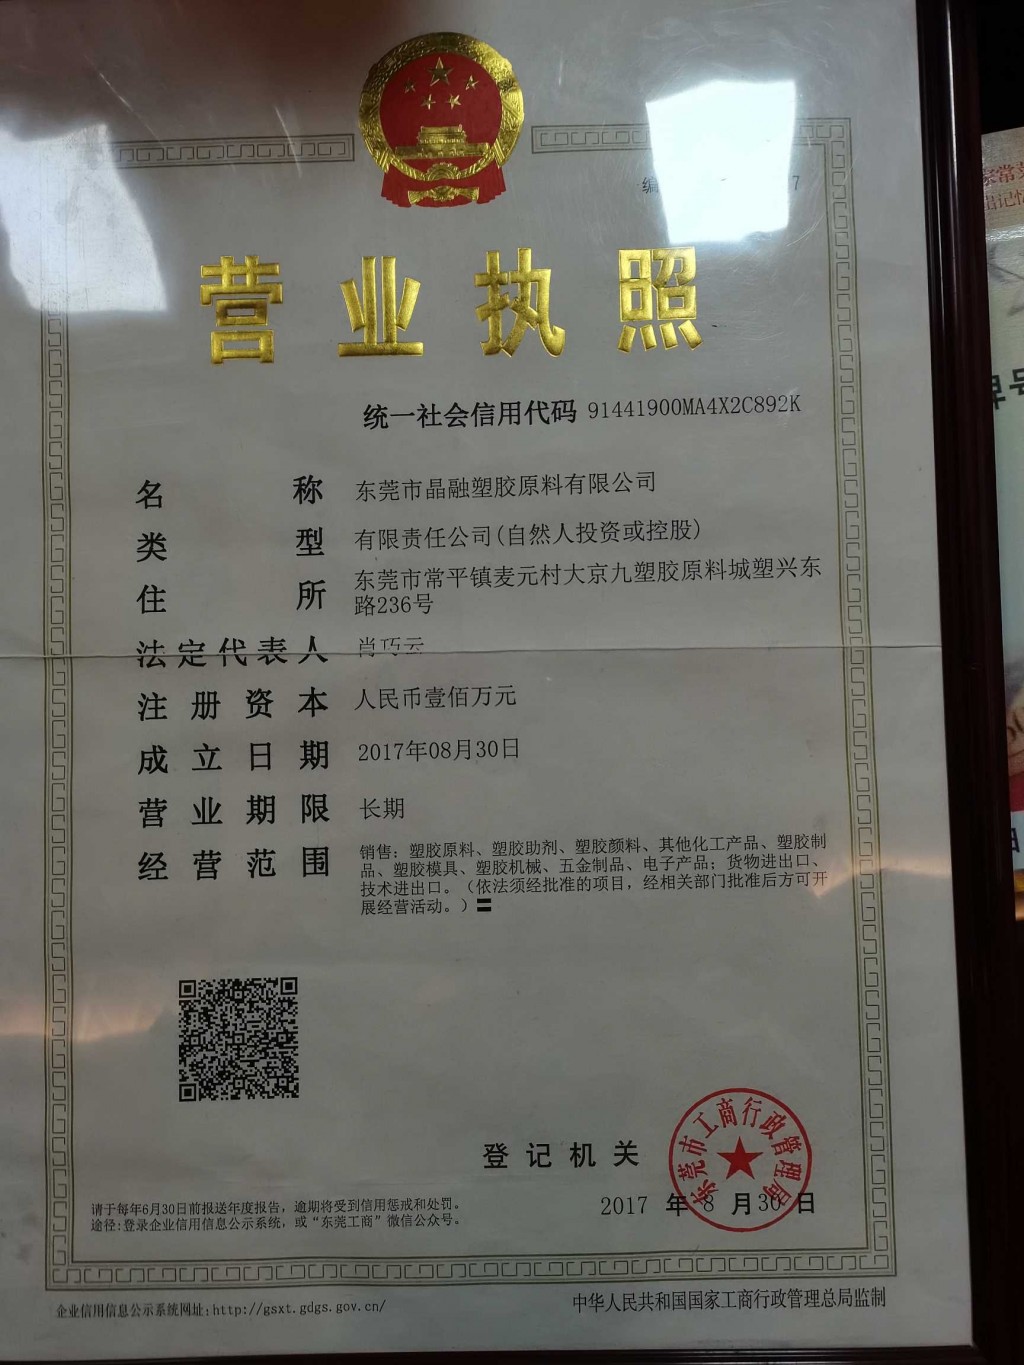 编 7
营业执照
统一社会信用代码 91441900MA4X2C892K
名称 东莞市晶融塑胶原料有限公司
类型 有限责任公司(自然人投资或控股)
住所 东莞市常平镇麦元村大京九塑胶原料城塑兴东
路236号
法定代表人 肖巧云
注册资本 人民币壹佰万元
成立日期 2017年08月30日
营业期限 长期
经营范围 销售：塑胶原料、塑胶助剂、塑胶颜料、其他化工产品、塑胶制
品、塑胶模具、塑胶机械、五金制品、电子产品；货物进出口、
技术进出口。（依法须经批准的项目，经相关部门批准后方可开
展经营活动。）
登记机关
东莞市工商行政管理局
2017 年 8 月 30 日
请于每年6月30日前报送年度报告，逾期将受到信用惩戒和处罚。
途径:登录企业信用信息公示系统，或“东莞工商”微信公众号。
企业信用信息公示系统网址:http://gsxt.gdgs.gov.cn/
中华人民共和国国家工商行政管理总局监制